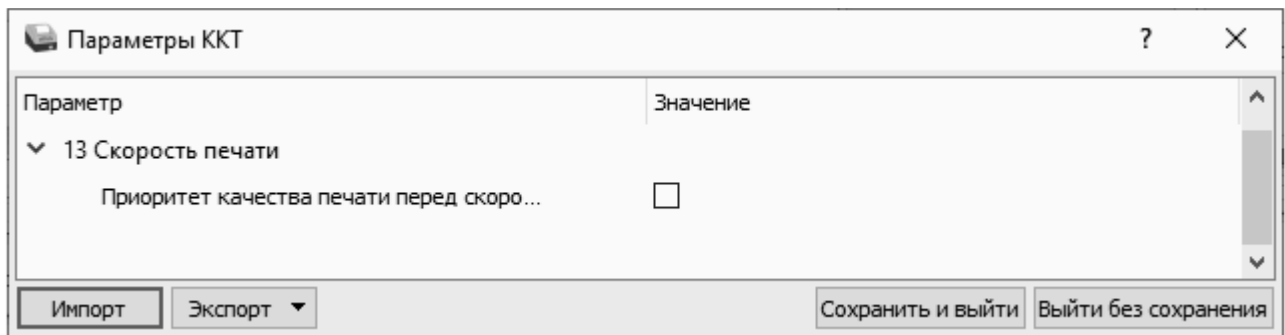 Параметры ККТ ?
Параметр Значение
13 Скорость печати
Приоритет качества печати перед скоро...
Импорт Экспорт Сохранить и выйти Выйти без сохранения